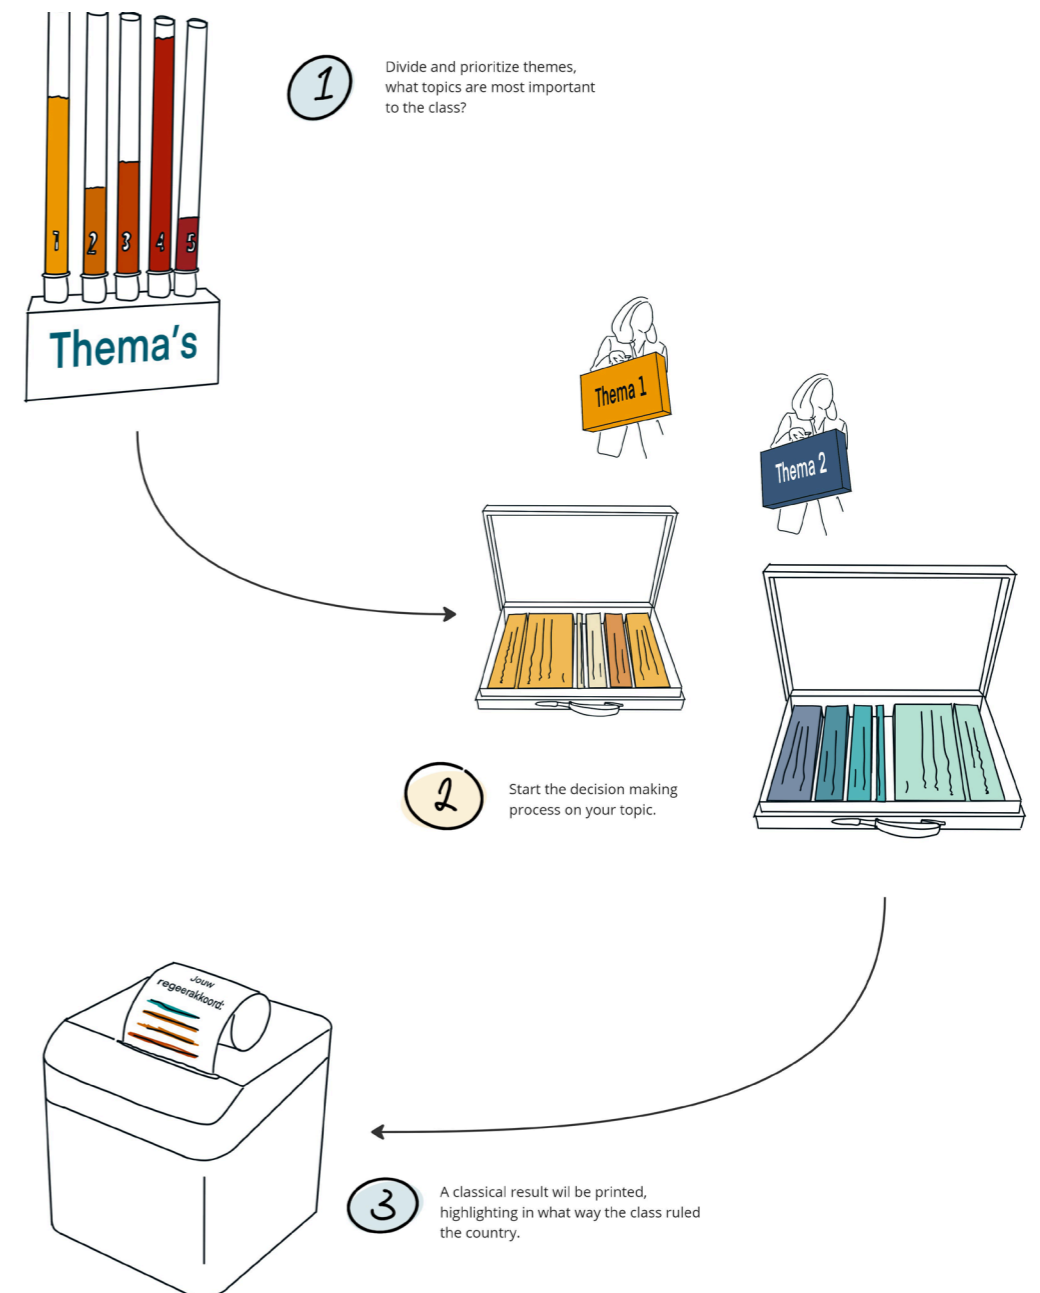 1
Divide and prioritize themes,
what topics are most important
to the class?
1
2
3
4
5
Thema's
Thema 1
Thema 2
2
Start the decision making
process on your topic.
Jouw
regeerakkoord:
3
A classical result wil be printed,
highlighting in what way the class ruled
the country.